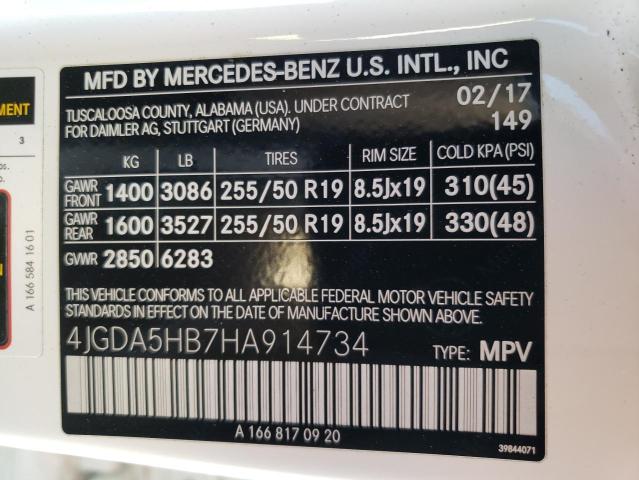 MFD BY MERCEDES-BENZ U.S. INTL., INC
TUSCALOOSA COUNTY, ALABAMA (USA). UNDER CONTRACT
FOR DAIMLER AG, STUTTGART (GERMANY)
02/17
149
KG LB TIRES RIM SIZE COLD KPA(PSI)
GAWR FRONT 1400 3086 255/50 R19 8.5Jx19 310(45)
GAWR REAR 1600 3527 255/50 R19 8.5Jx19 330(48)
GVWR 2850 6283
THIS VEHICLE CONFORMS TO ALL APPLICABLE FEDERAL MOTOR VEHICLE SAFETY
STANDARDS IN EFFECT ON THE DATE OF MANUFACTURE SHOWN ABOVE.
4JGDA5HB7HA914734 TYPE: MPV
A 166 817 09 20
39844071
3
A 166 584 16 01